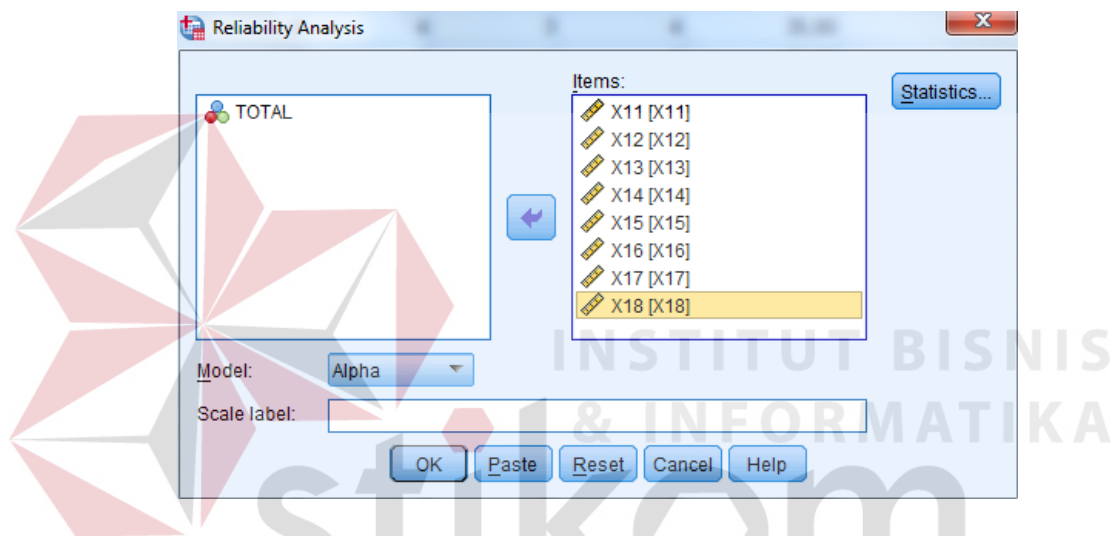 Reliability Analysis
Items:
Statistics...
TOTAL
X11 [X11]
X12 [X12]
X13 [X13]
X14 [X14]
X15 [X15]
X16 [X16]
X17 [X17]
X18 [X18]
INSTITUT BISNIS
Model: Alpha
Scale label:
& INFORMATIKA
OK Paste Reset Cancel Help
stikom